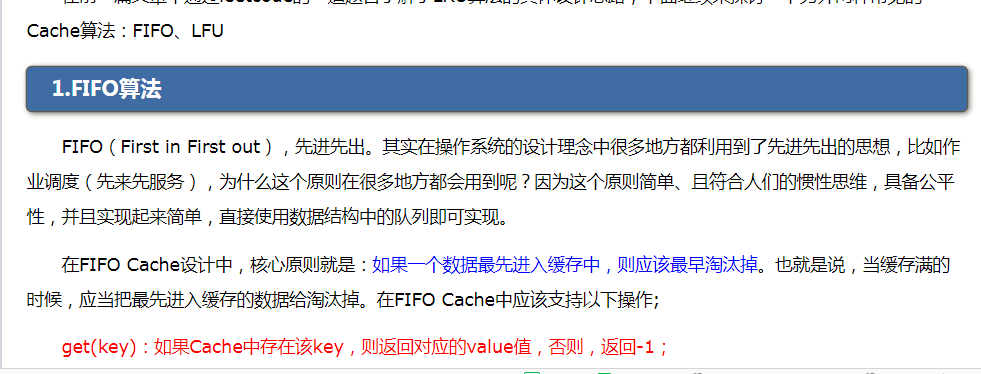 Cache算法：FIFO、LFU
1.FIFO算法
FIFO（First in First out），先进先出。其实在操作系统的设计理念中很多地方都利用到了先进先出的思想，比如作
业调度（先来先服务），为什么这个原则在很多地方都会用到呢？因为这个原则简单、且符合人们的惯性思维，具备公平
性，并且实现起来简单，直接使用数据结构中的队列即可实现。
在FIFO Cache设计中，核心原则就是：如果一个数据最先进入缓存中，则应该最早淘汰掉。也就是说，当缓存满的
时候，应当把最先进入缓存的数据给淘汰掉。在FIFO Cache中应该支持以下操作;
get(key)：如果Cache中存在该key，则返回对应的value值，否则，返回-1；